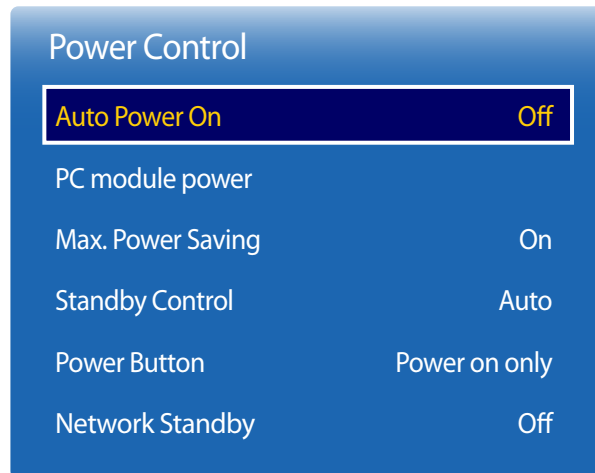 Power Control
Auto Power On Off
PC module power
Max. Power Saving On
Standby Control Auto
Power Button Power on only
Network Standby Off